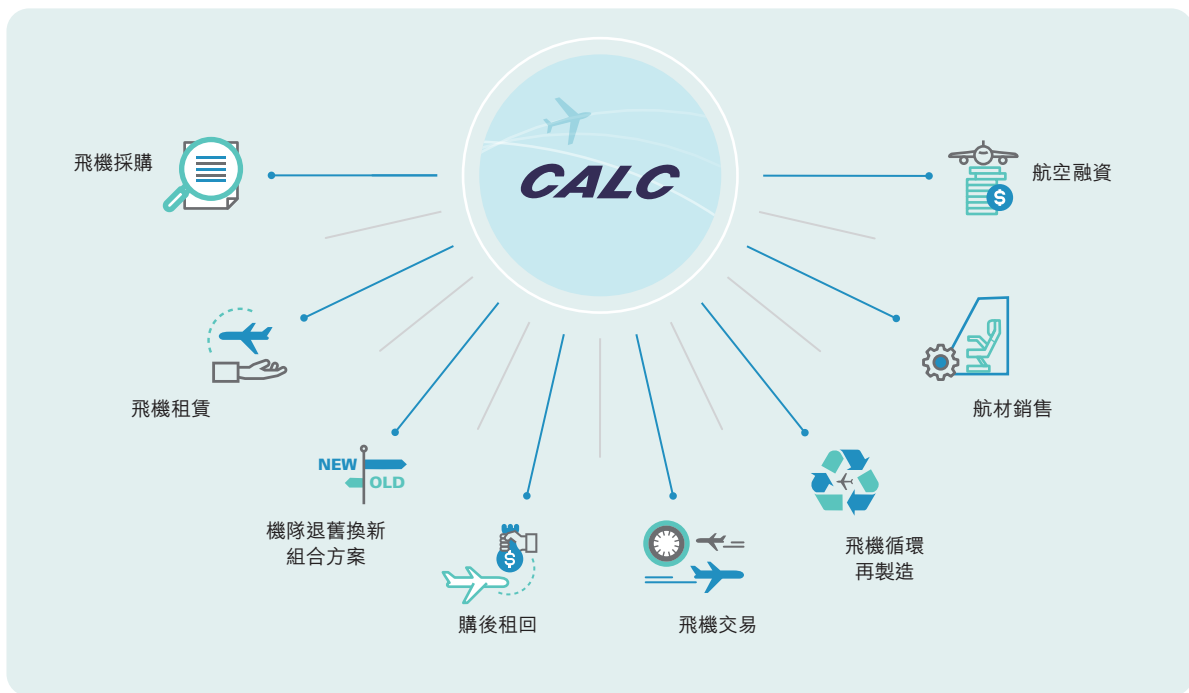 CALC
飛機採購
航空融資
飛機租賃
航材銷售
NEW
OLD
機隊退舊換新
組合方案
$
飛機循環
再製造
$
購後租回
飛機交易